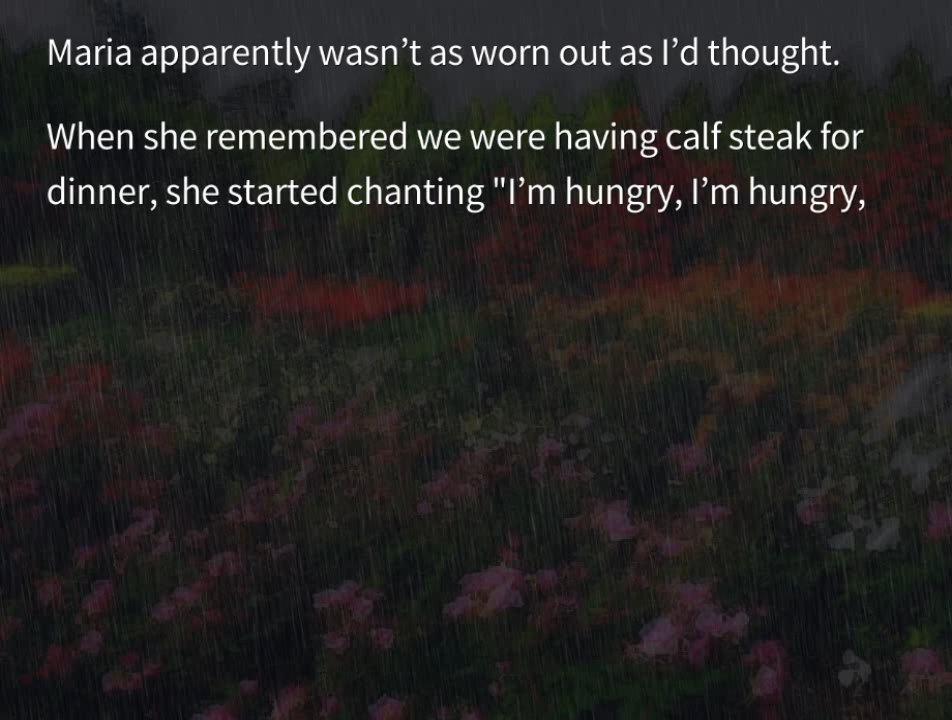 Maria apparently wasn’t as worn out as I’d thought.
When she remembered we were having calf steak for
dinner, she started chanting "I’m hungry, I’m hungry,